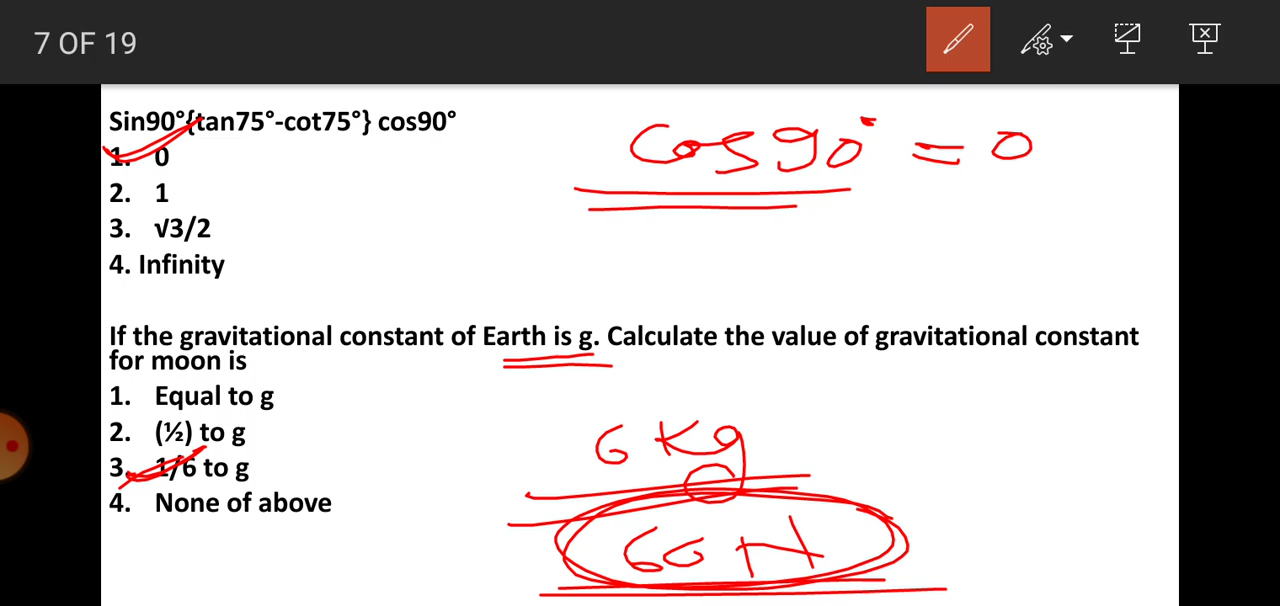 7 OF 19
Sin90°{tan75°-cot75°} cos90°
1. 0
2. 1
3. √3/2
4. Infinity
cos90° = 0
If the gravitational constant of Earth is g. Calculate the value of gravitational constant
for moon is
1. Equal to g
2. (½) to g
3. 1/6 to g
4. None of above
6 Kg
60 N